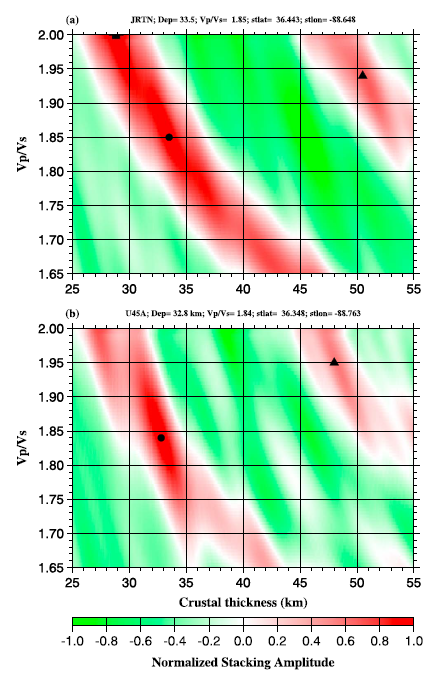 (a) JRTN; Dep= 33.5; Vp/Vs= 1.85; stlat= 36.443; stlon= -88.648
2.00
1.95
1.90
1.85
1.80
1.75
1.70
1.65
Vp/Vs
25 30 35 40 45 50 55
(b) U45A; Dep= 32.8 km; Vp/Vs= 1.84; stlat= 36.348; stlon= -88.763
2.00
1.95
1.90
1.85
1.80
1.75
1.70
1.65
Vp/Vs
25 30 35 40 45 50 55
Crustal thickness (km)
-1.0 -0.8 -0.6 -0.4 -0.2 0.0 0.2 0.4 0.6 0.8 1.0
Normalized Stacking Amplitude